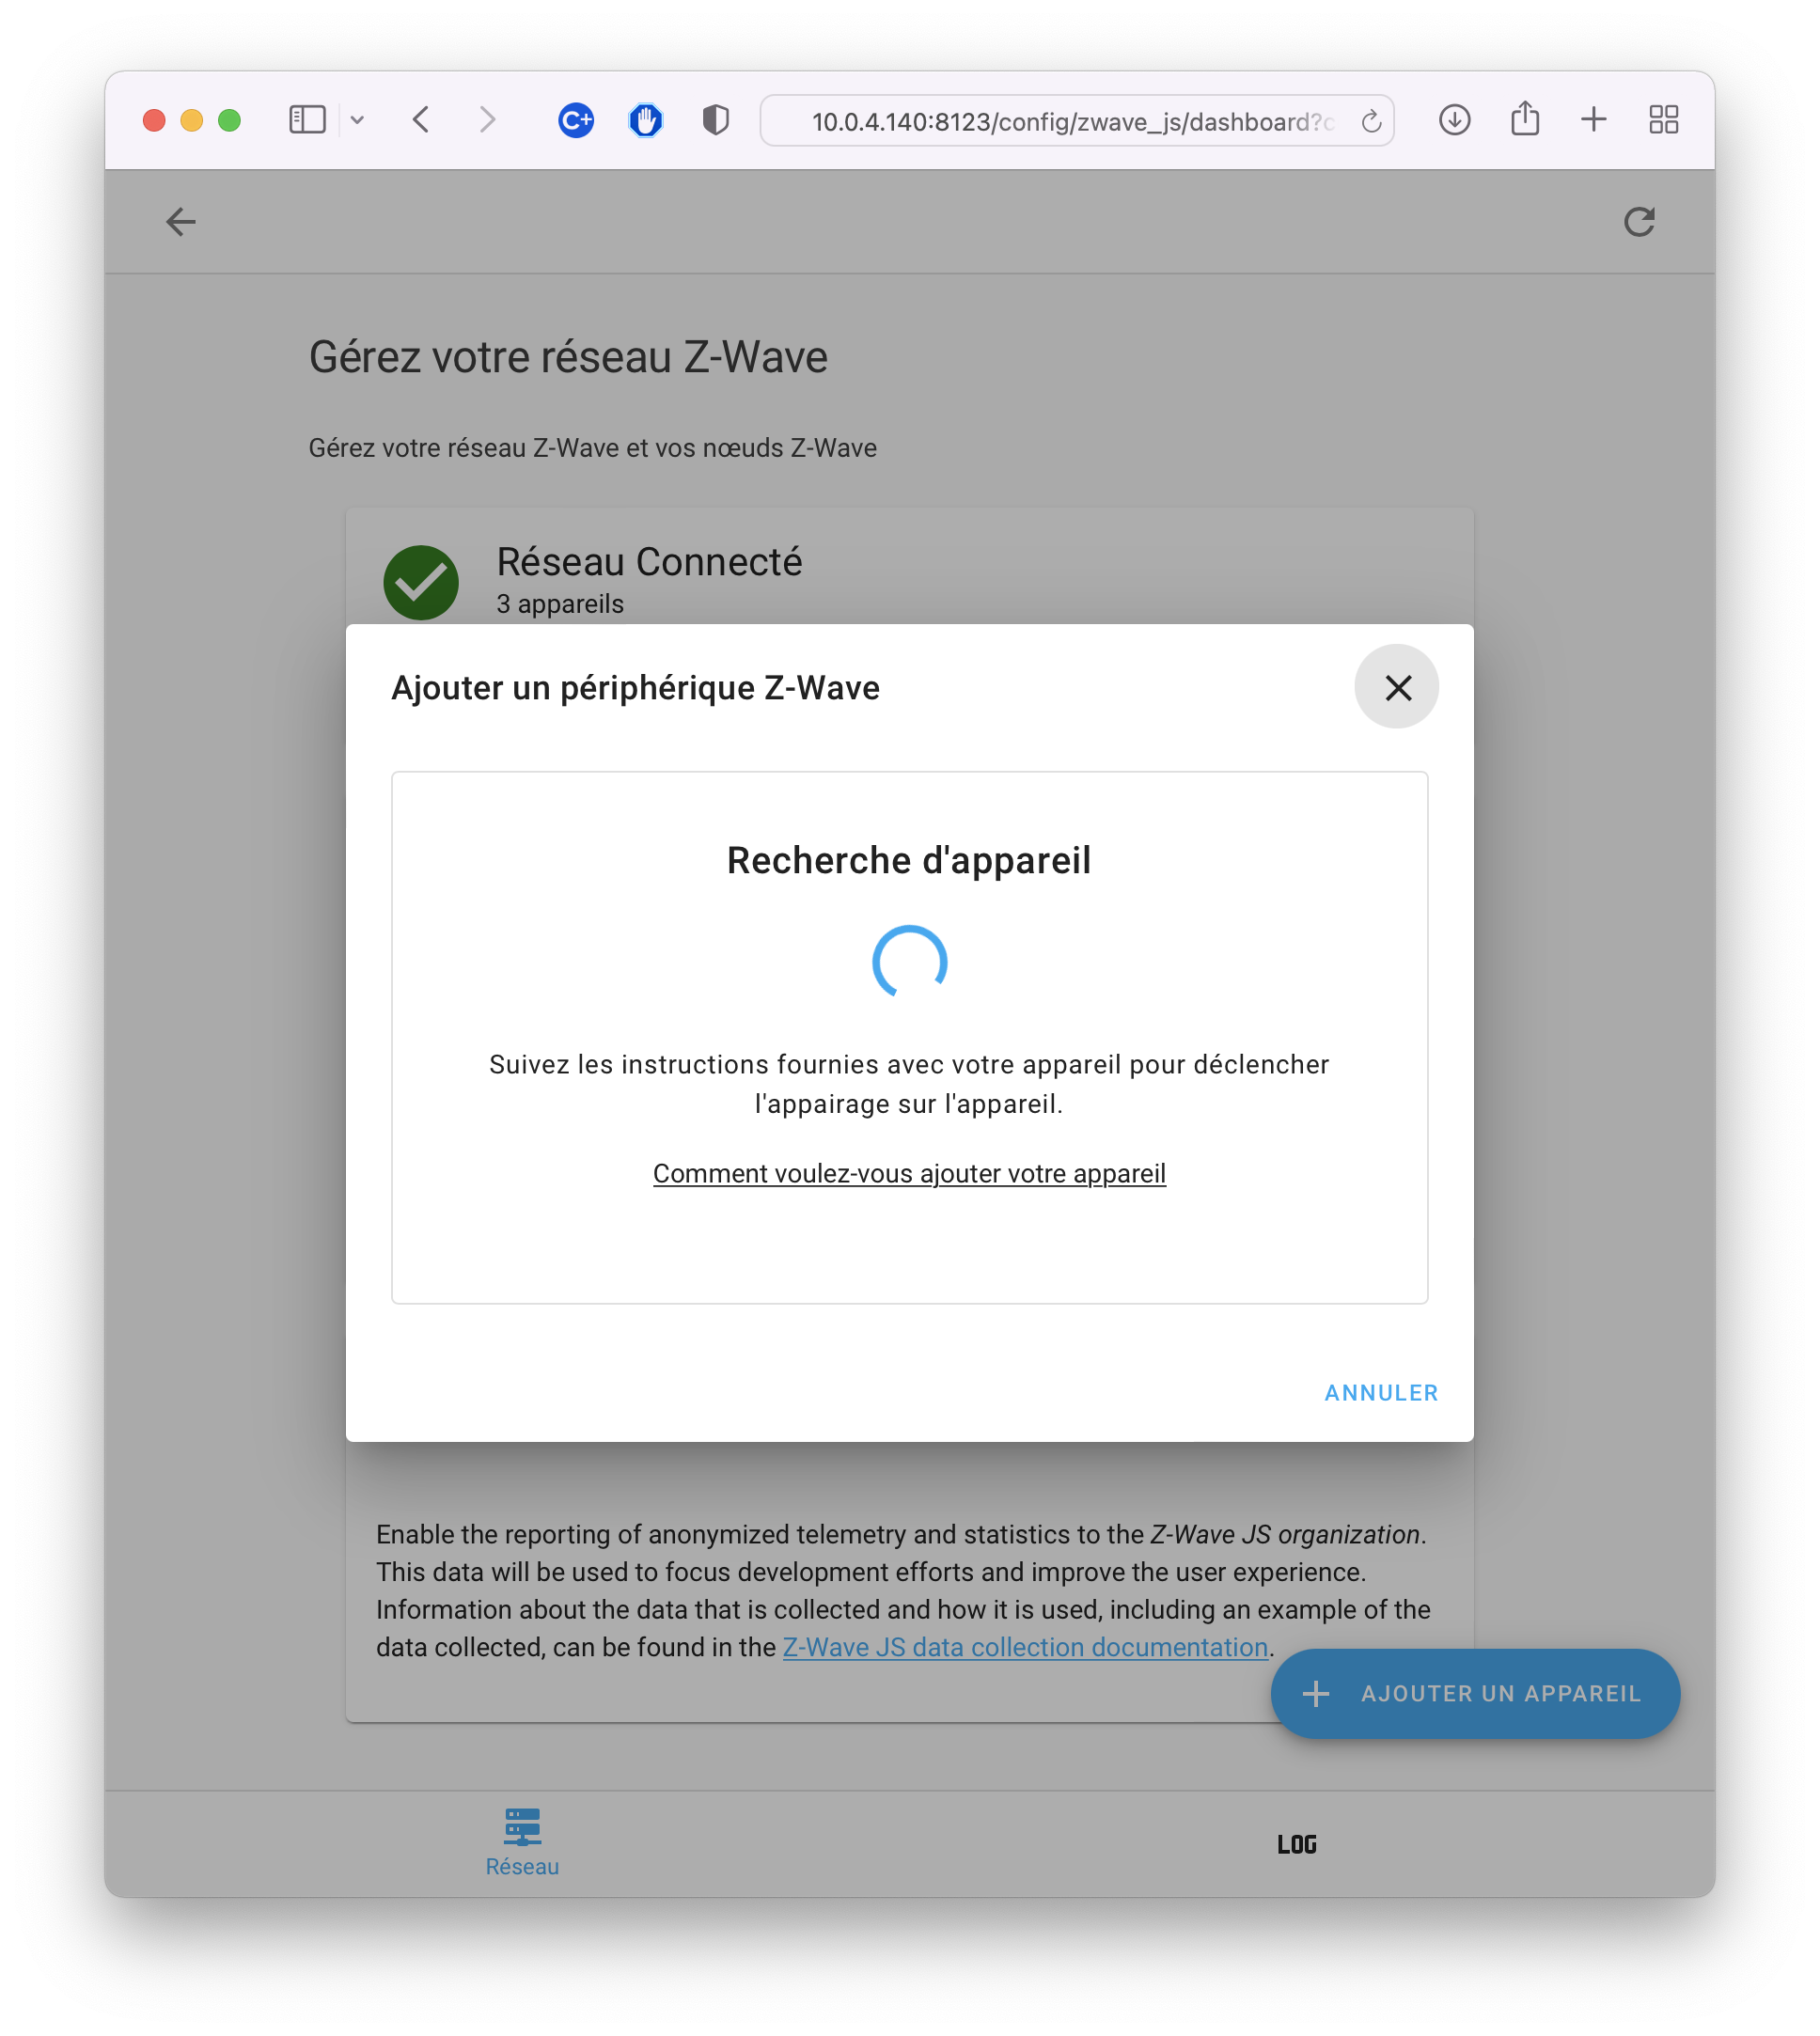 C+
10.0.4.140:8123/config/zwave_js/dashboard?c
Gérez votre réseau Z-Wave
Gérez votre réseau Z-Wave et vos nœuds Z-Wave
Réseau Connecté
3 appareils
Ajouter un périphérique Z-Wave
Recherche d'appareil
Suivez les instructions fournies avec votre appareil pour déclencher
l'appairage sur l'appareil.
Comment voulez-vous ajouter votre appareil
ANNULER
Enable the reporting of anonymized telemetry and statistics to the Z-Wave JS organization.
This data will be used to focus development efforts and improve the user experience.
Information about the data that is collected and how it is used, including an example of the
data collected, can be found in the Z-Wave JS data collection documentation.
AJOUTER UN APPAREIL
Réseau
LOG